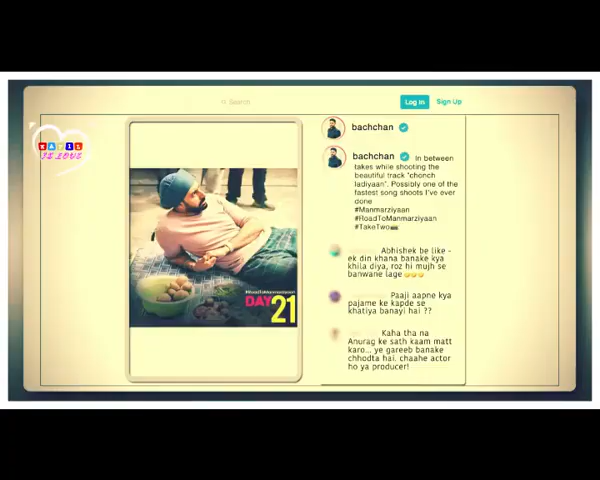 Search
Log In
Sign Up
KAYLI
IS LOVE
bachchan
bachchan In between
takes while shooting the
beautiful track "chonch
ladiyaan". Possibly one of the
fastest song shoots I've ever
done
#Manmarziyaan
#RoadToManmarziyaan
#TakeTwo
Abhishek be like -
ek din khana banake kya
khila diya, roz hi mujh se
banwane lage
Paaji aapne kya
pajame ke kapde se
khatiya banayi hai ??
Kaha tha na
Anurag ke sath kaam matt
karo... ye gareeb banake
chhodta hai. chaahe actor
ho ya producer!
#RoadToManmarziyaan
DAY 21